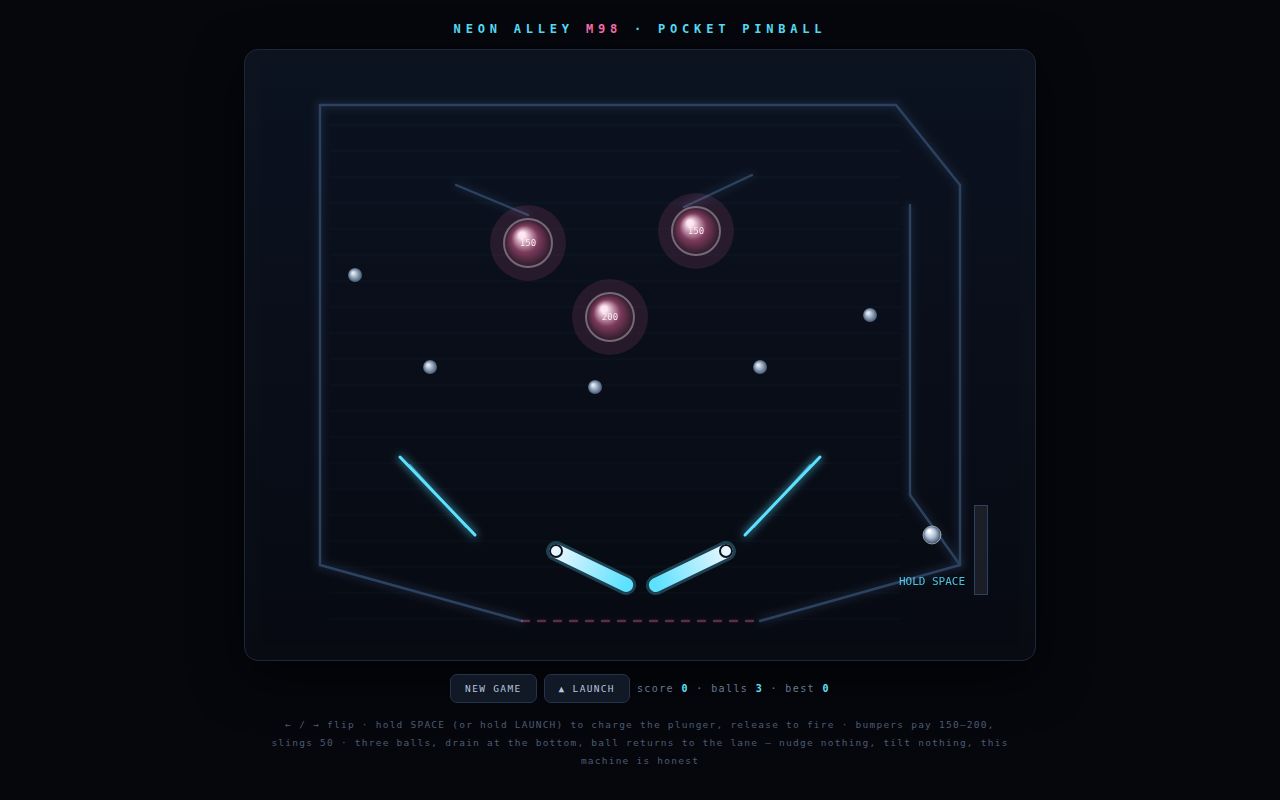 NEON ALLEY M98 · POCKET PINBALL
150
150
200
HOLD SPACE
NEW GAME
▲ LAUNCH
score 0 · balls 3 · best 0
← / → flip · hold SPACE (or hold LAUNCH) to charge the plunger, release to fire · bumpers pay 150–200,
slings 50 · three balls, drain at the bottom, ball returns to the lane — nudge nothing, tilt nothing, this
machine is honest